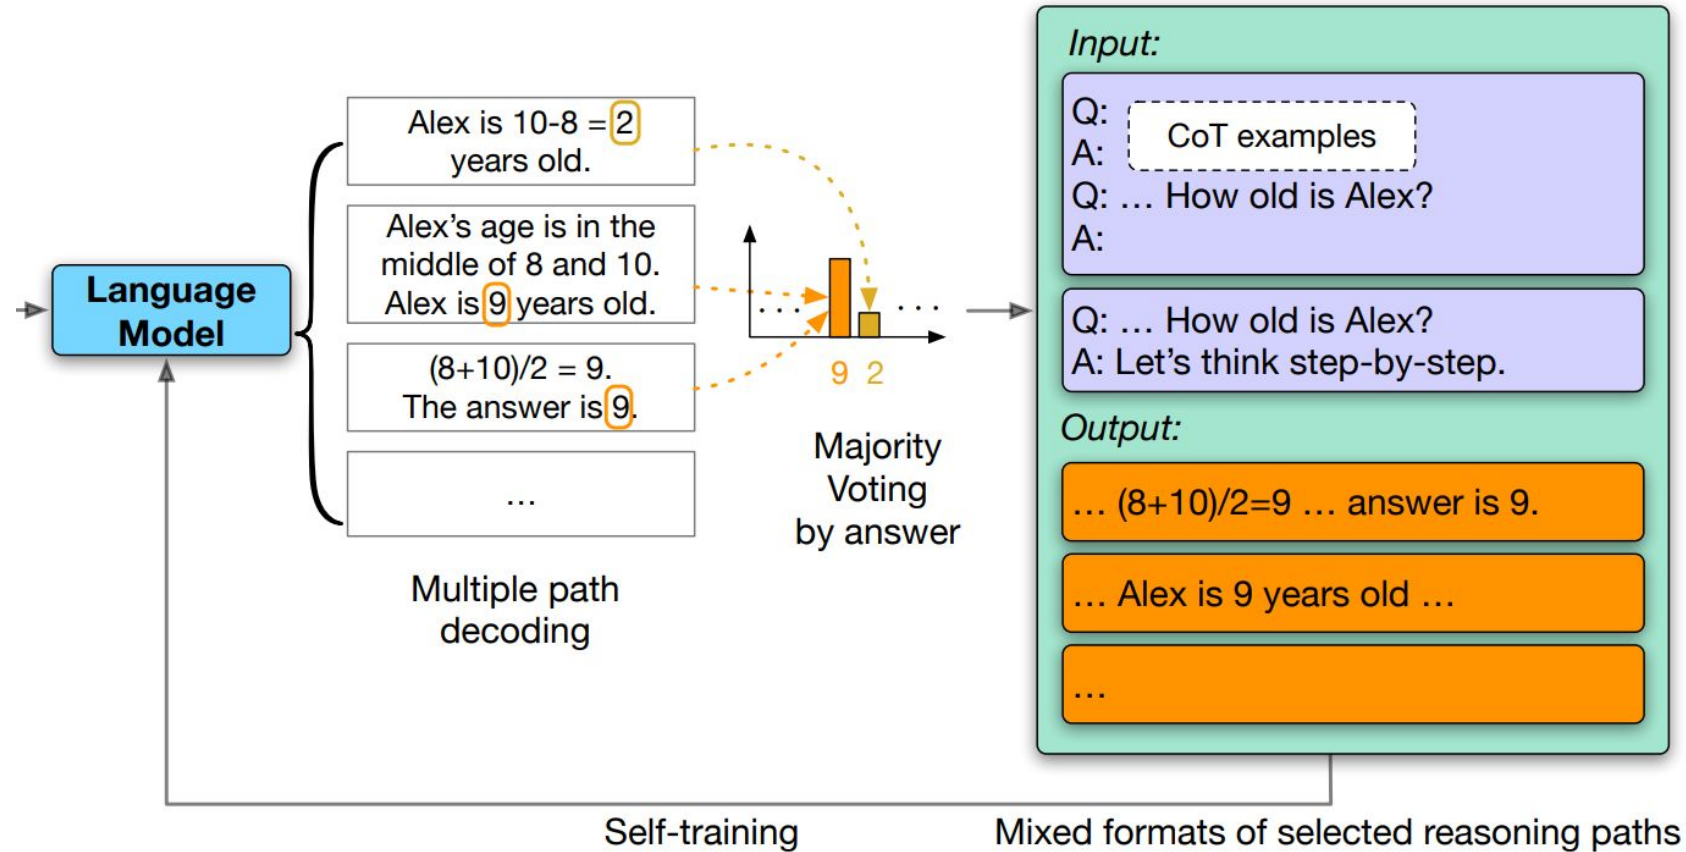 Language
Model
Alex is 10-8 = 2
years old.
Alex’s age is in the
middle of 8 and 10.
Alex is 9 years old.
(8+10)/2 = 9.
The answer is 9.
...
Multiple path
decoding
... ...
9 2
Majority
Voting
by answer
Input:
Q:
A:
CoT examples
Q: ... How old is Alex?
A:
Q: ... How old is Alex?
A: Let’s think step-by-step.
Output:
... (8+10)/2=9 ... answer is 9.
... Alex is 9 years old ...
...
Self-training
Mixed formats of selected reasoning paths